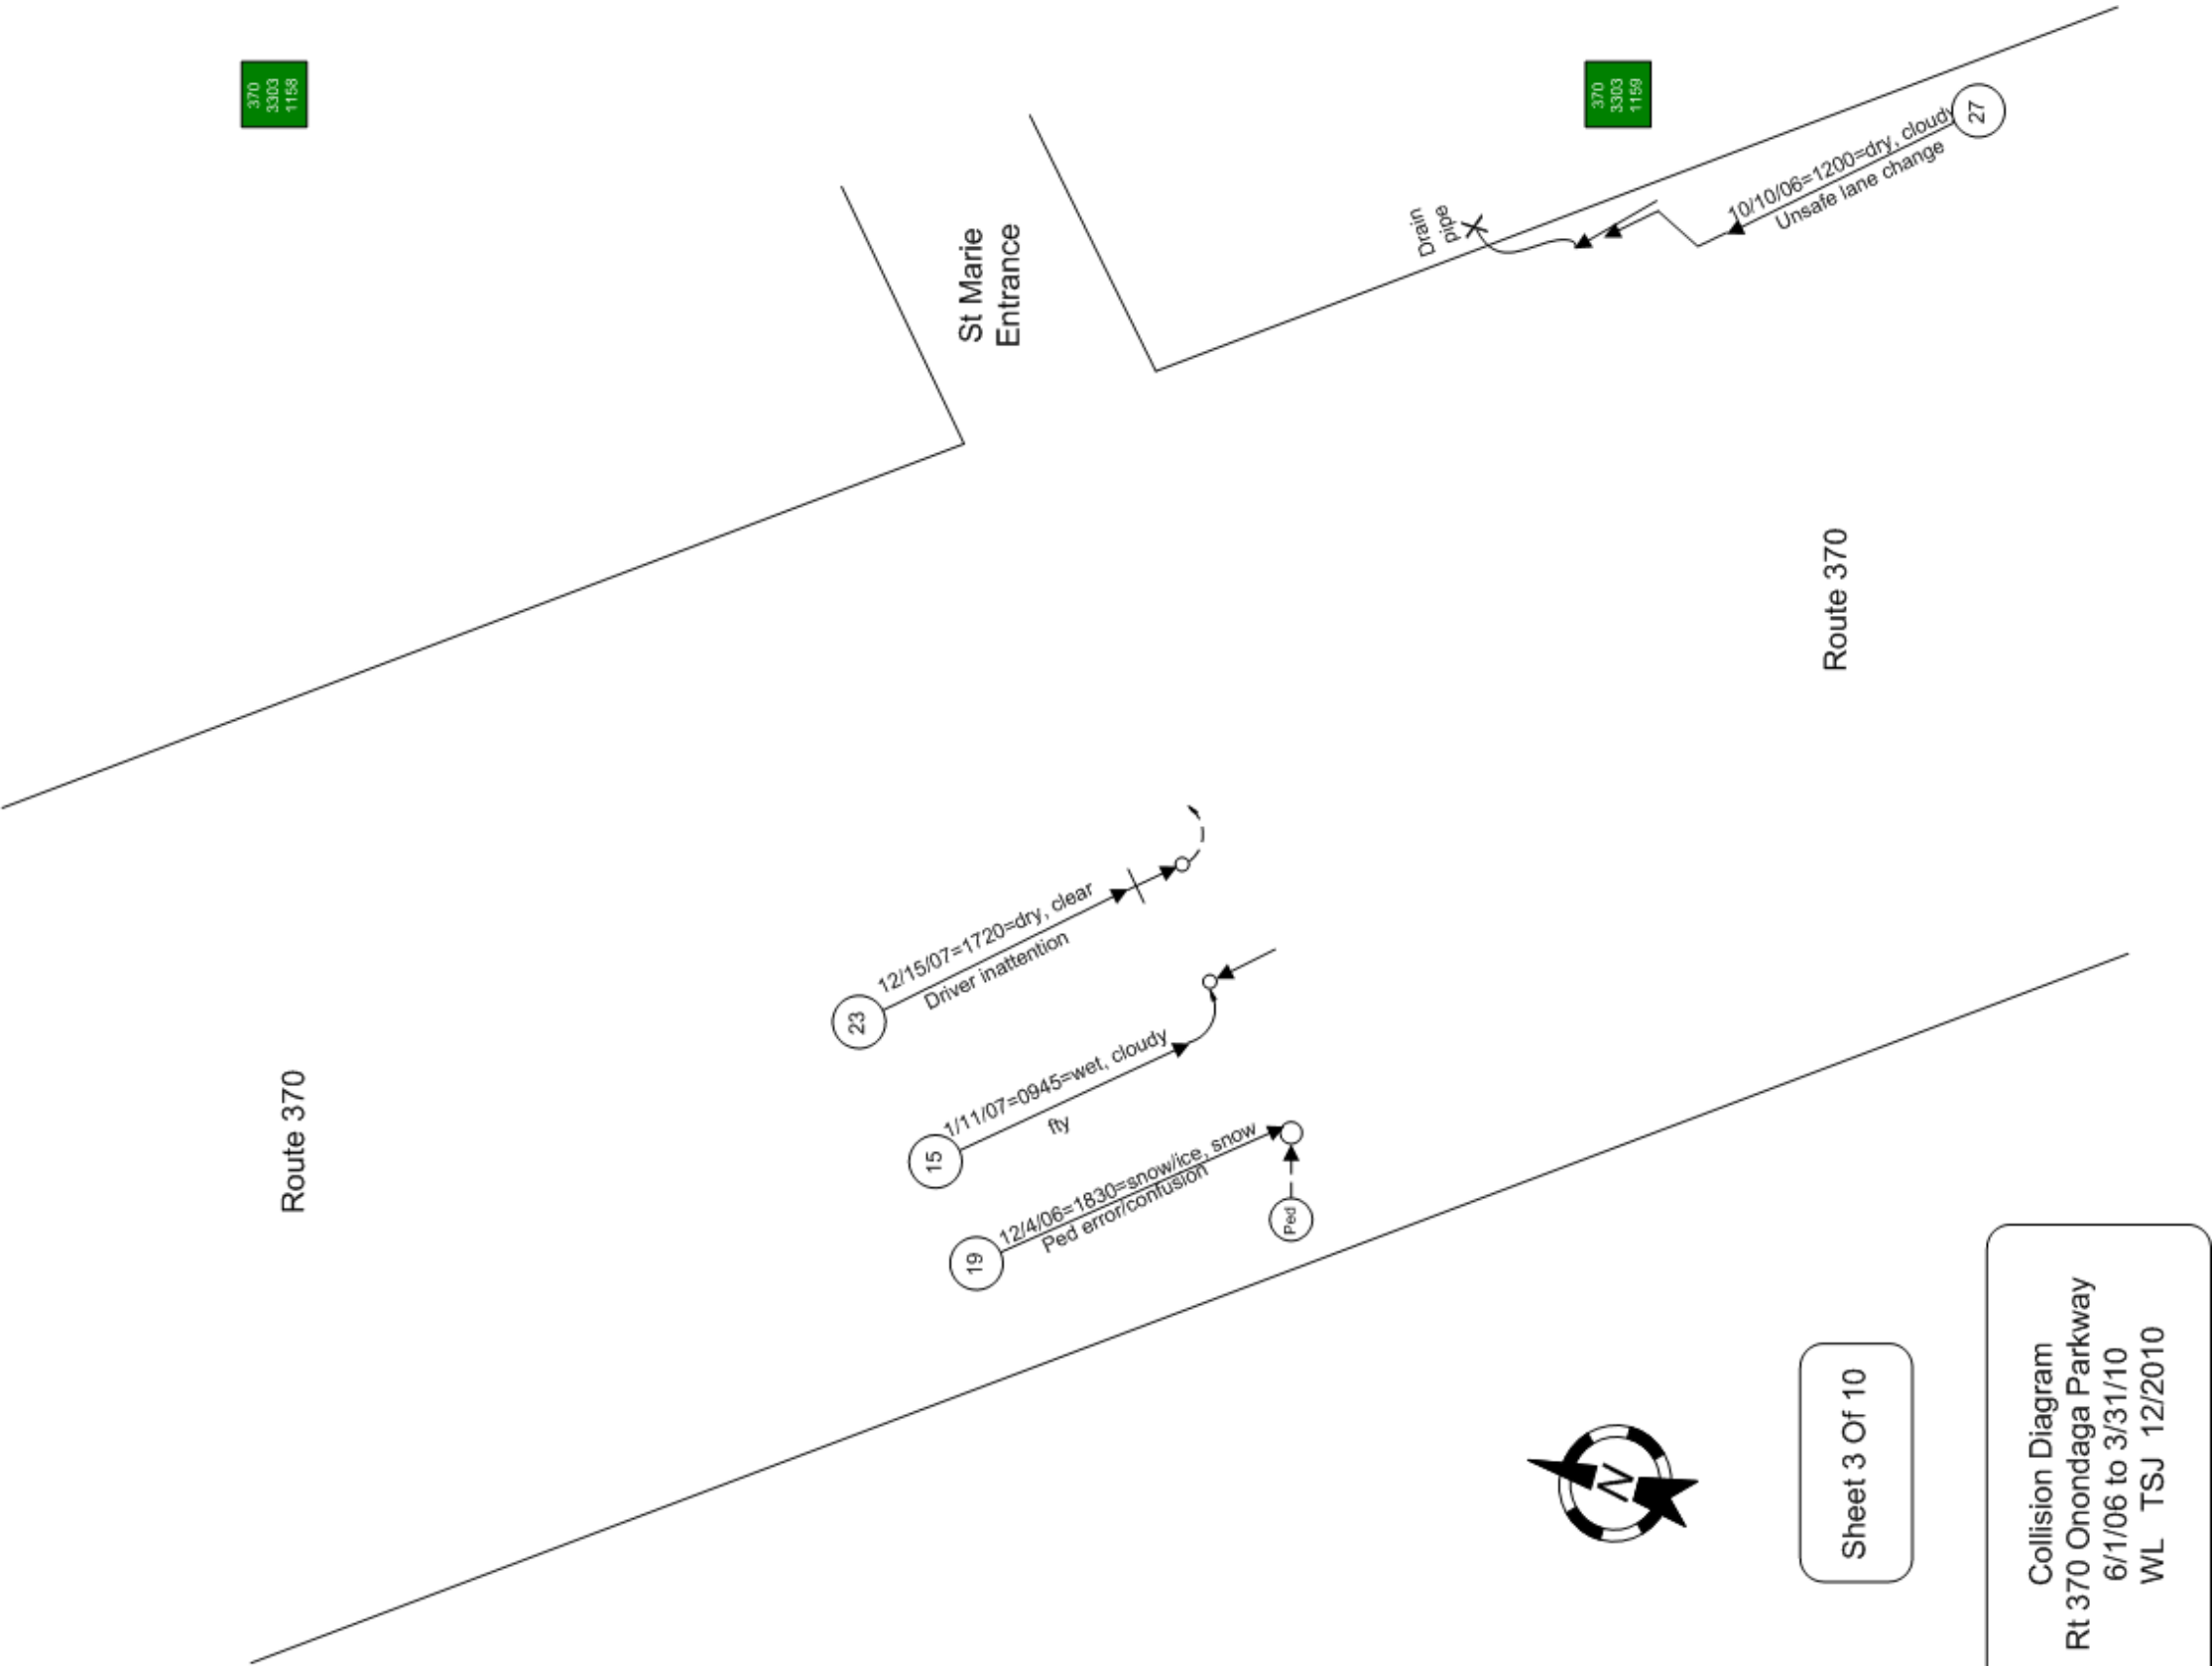 370
3303
1158
370
3303
1159
St Marie
Entrance
Drain
pipe
10/10/06=1200=dry, cloudy
Unsafe lane change
27
Route 370
12/15/07=1720=dry, clear
Driver inattention
23
1/11/07=0945=wet, cloudy
fty
15
12/4/06=1830=snow/ice, snow
Ped error/confusion
19
Ped
Route 370
N
Sheet 3 Of 10
Collision Diagram
Rt 370 Onondaga Parkway
6/1/06 to 3/31/10
WL TSJ 12/2010